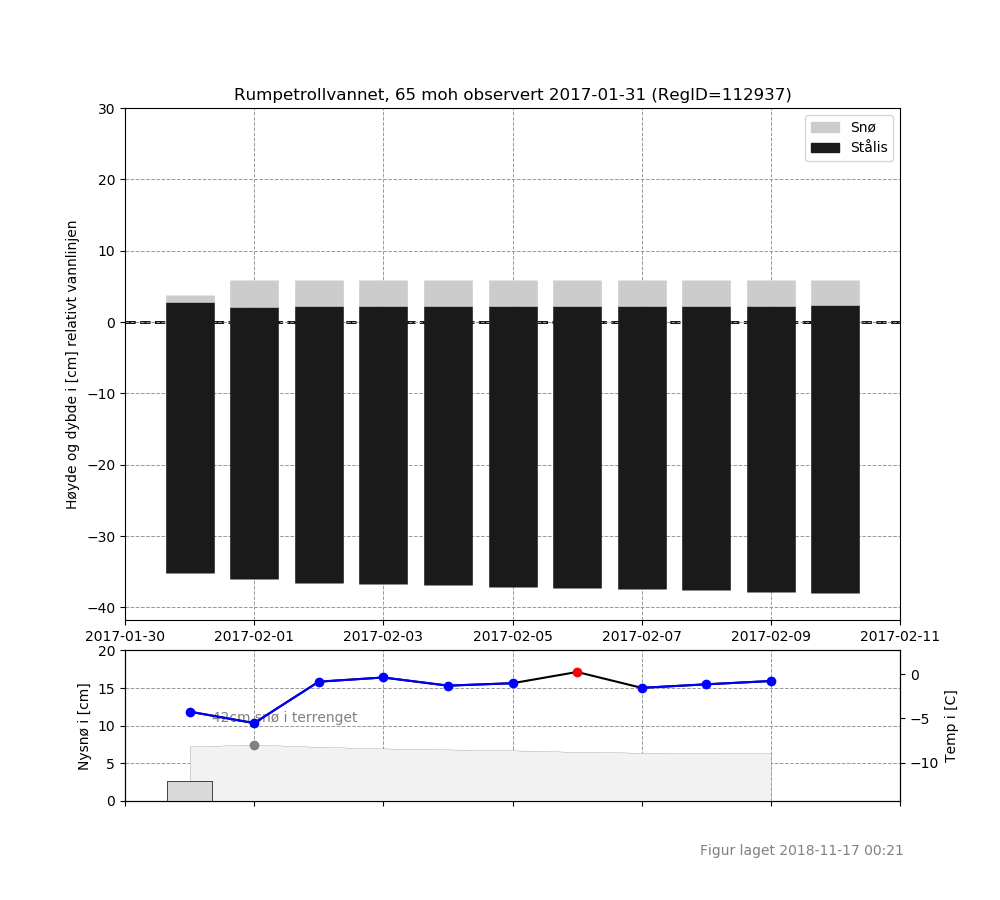 Rumpetrollvannet, 65 moh observert 2017-01-31 (RegID=112937)
30
20
10
0
−10
−20
−30
−40
Høyde og dybde i [cm] relativt vannlinjen
Snø
Stålis
2017-01-30
2017-02-01
2017-02-03
2017-02-05
2017-02-07
2017-02-09
2017-02-11
20
15
10
5
0
Nysnø i [cm]
42cm snø i terrenget
0
−5
−10
Temp i [C]
Figur laget 2018-11-17 00:21